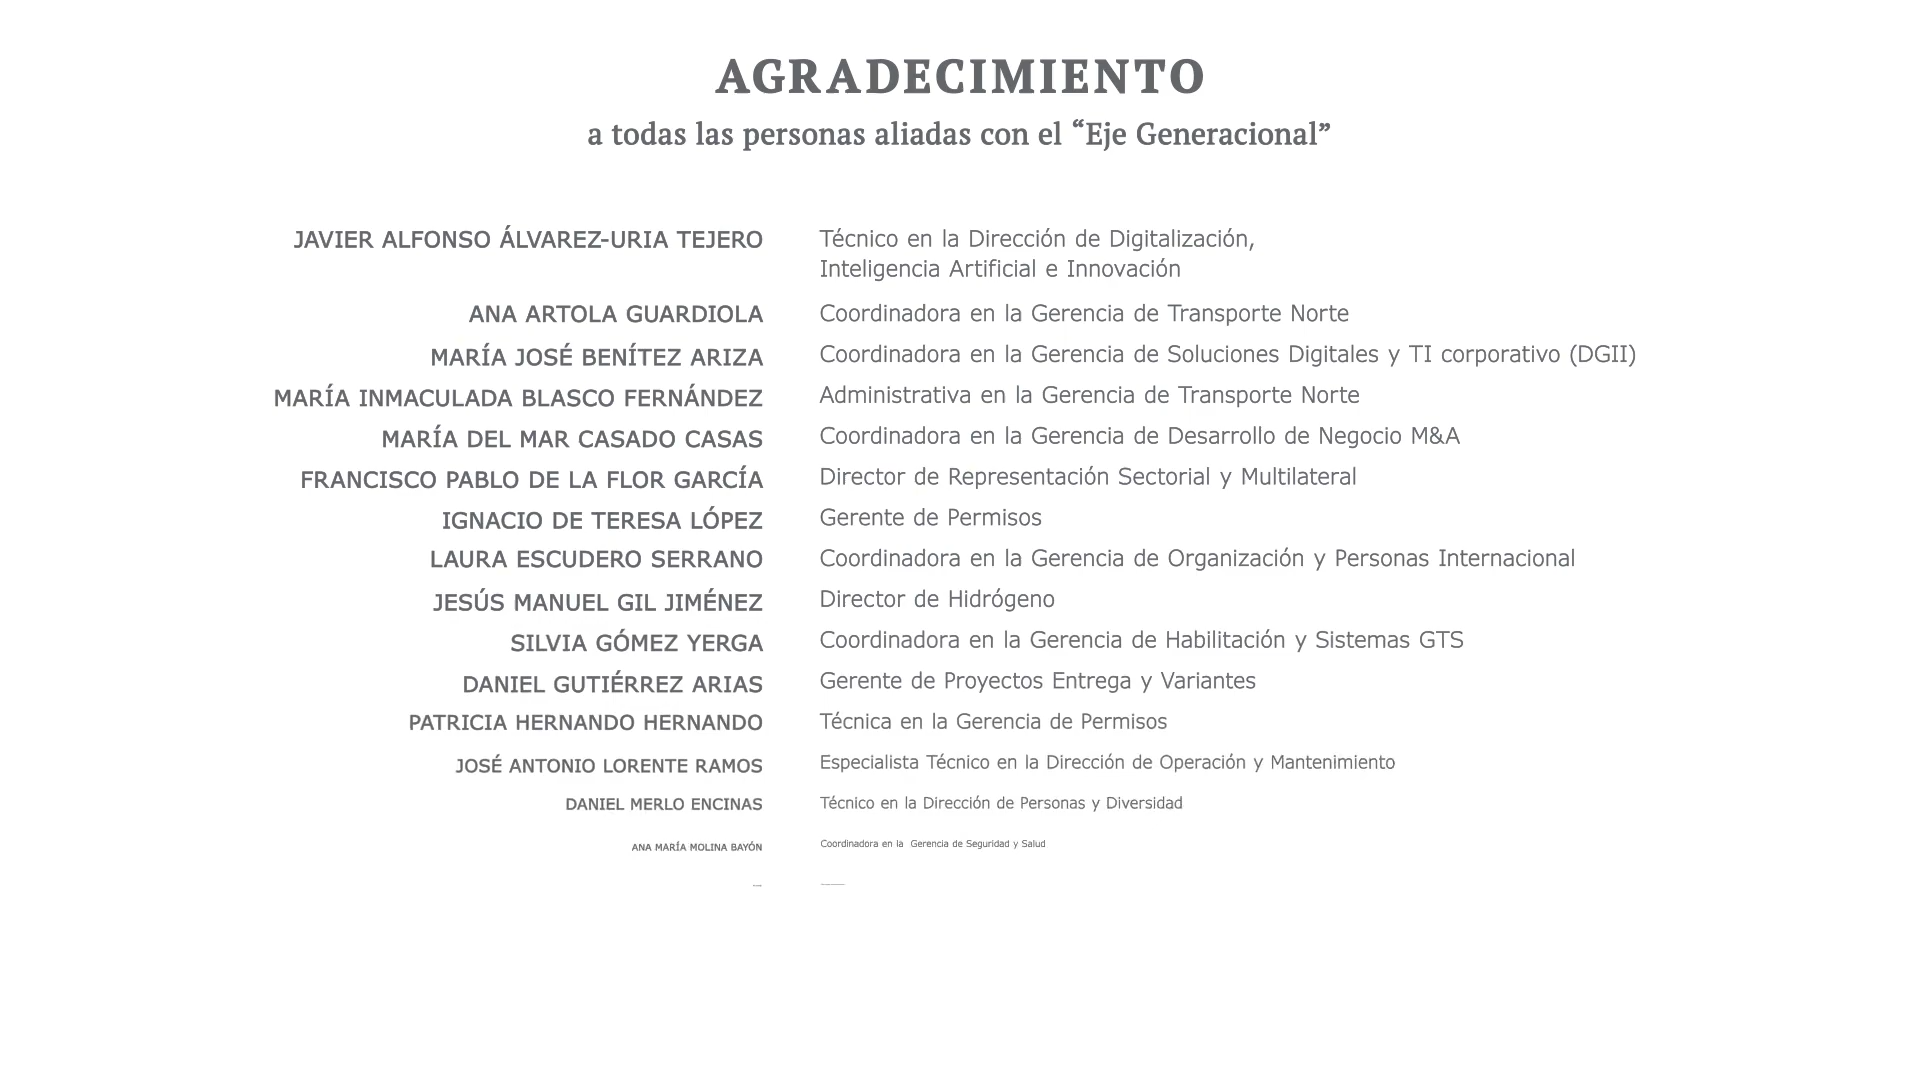 AGRADECIMIENTO
a todas las personas aliadas con el “Eje Generacional”
JAVIER ALFONSO ÁLVAREZ-URIA TEJERO Técnico en la Dirección de Digitalización,
Inteligencia Artificial e Innovación
ANA ARTOLA GUARDIOLA Coordinadora en la Gerencia de Transporte Norte
MARÍA JOSÉ BENÍTEZ ARIZA Coordinadora en la Gerencia de Soluciones Digitales y TI corporativo (DGII)
MARÍA INMACULADA BLASCO FERNÁNDEZ Administrativa en la Gerencia de Transporte Norte
MARÍA DEL MAR CASADO CASAS Coordinadora en la Gerencia de Desarrollo de Negocio M&A
FRANCISCO PABLO DE LA FLOR GARCÍA Director de Representación Sectorial y Multilateral
IGNACIO DE TERESA LÓPEZ Gerente de Permisos
LAURA ESCUDERO SERRANO Coordinadora en la Gerencia de Organización y Personas Internacional
JESÚS MANUEL GIL JIMÉNEZ Director de Hidrógeno
SILVIA GÓMEZ YERGA Coordinadora en la Gerencia de Habilitación y Sistemas GTS
DANIEL GUTIÉRREZ ARIAS Gerente de Proyectos Entrega y Variantes
PATRICIA HERNANDO HERNANDO Técnica en la Gerencia de Permisos
JOSÉ ANTONIO LORENTE RAMOS Especialista Técnico en la Dirección de Operación y Mantenimiento
DANIEL MERLO ENCINAS Técnico en la Dirección de Personas y Diversidad
ANA MARÍA MOLINA BAYÓN Coordinadora en la Gerencia de Seguridad y Salud